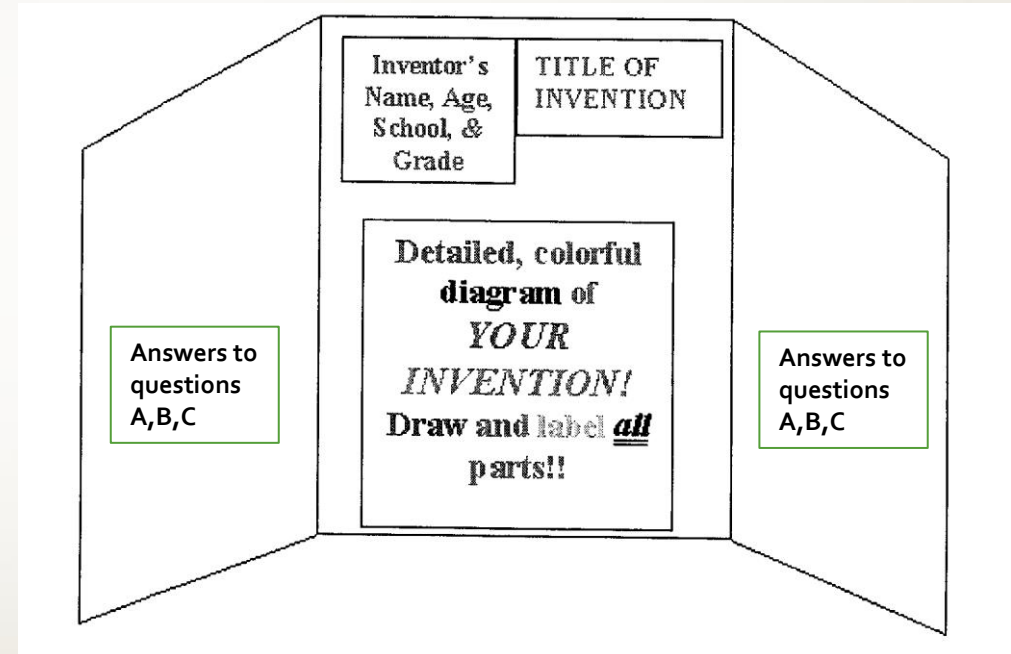 Inventor's
Name, Age,
School, &
Grade
TITLE OF
INVENTION
Detailed, colorful
diagram of
YOUR
INVENTION!
Draw and label all
parts!!
Answers to
questions
A,B,C
Answers to
questions
A,B,C